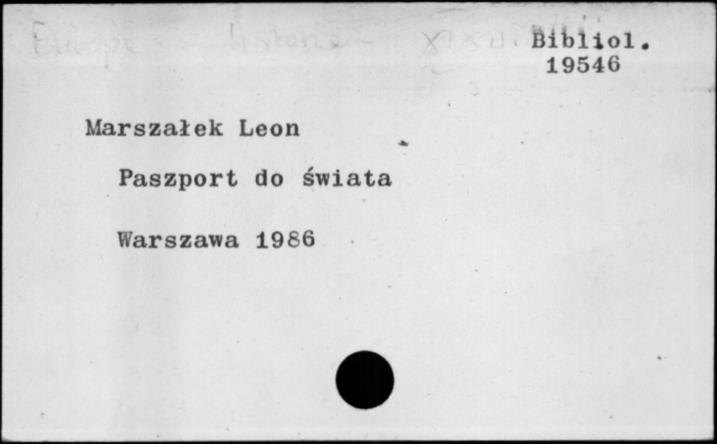 Bibliol.
19546
Marszałek Leon
Paszport do świata
Warszawa 1986